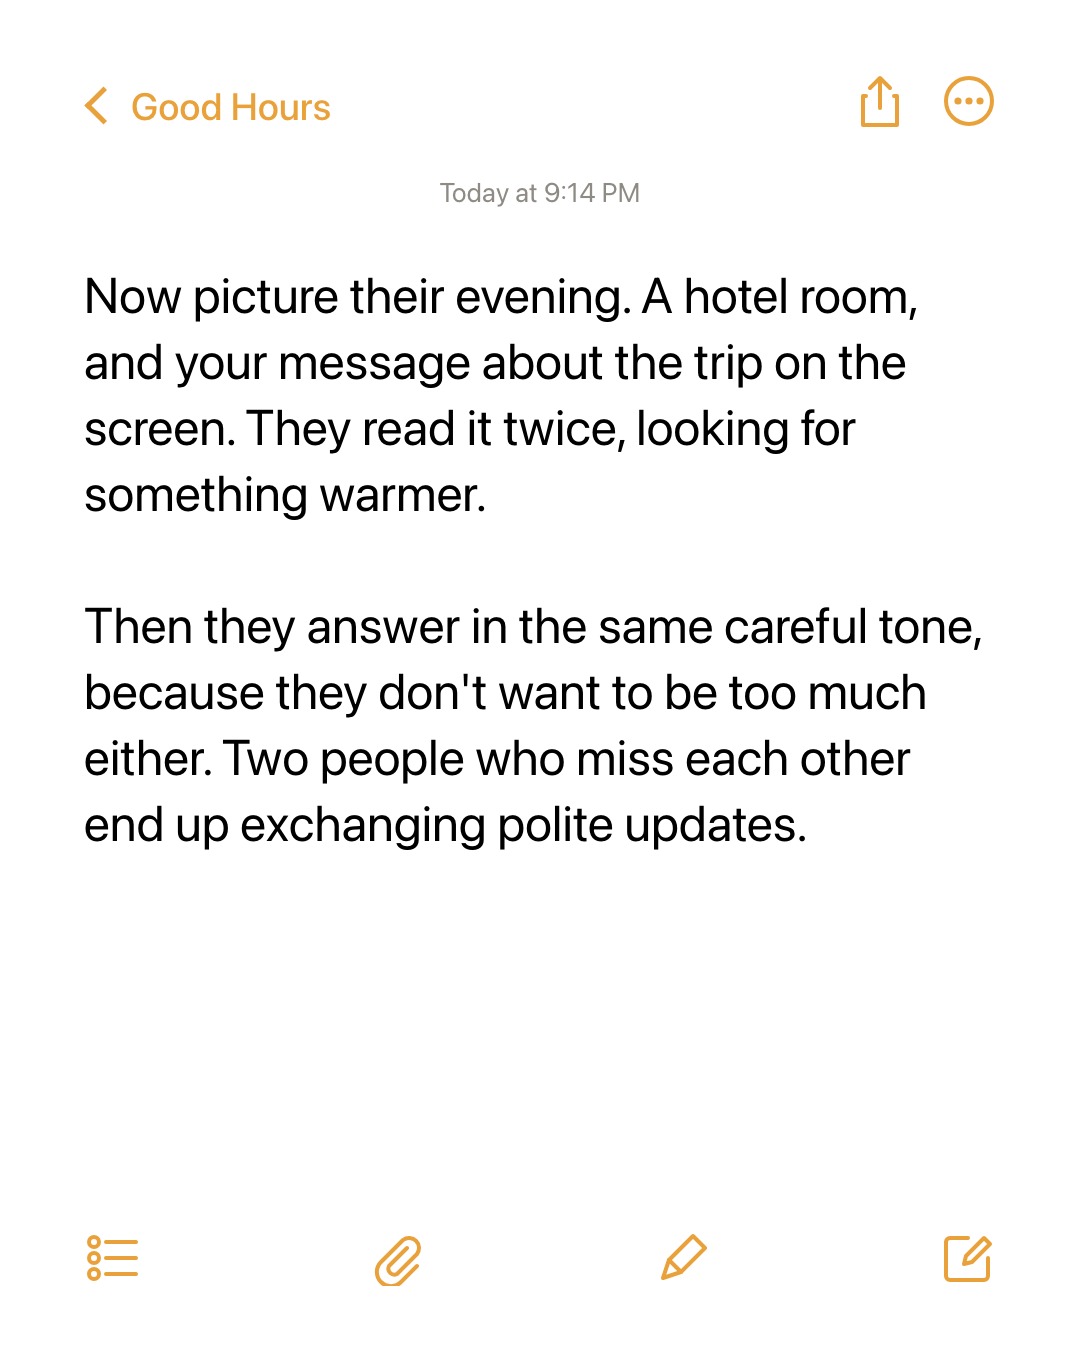 Good Hours
Today at 9:14 PM
Now picture their evening. A hotel room,
and your message about the trip on the
screen. They read it twice, looking for
something warmer.
Then they answer in the same careful tone,
because they don't want to be too much
either. Two people who miss each other
end up exchanging polite updates.